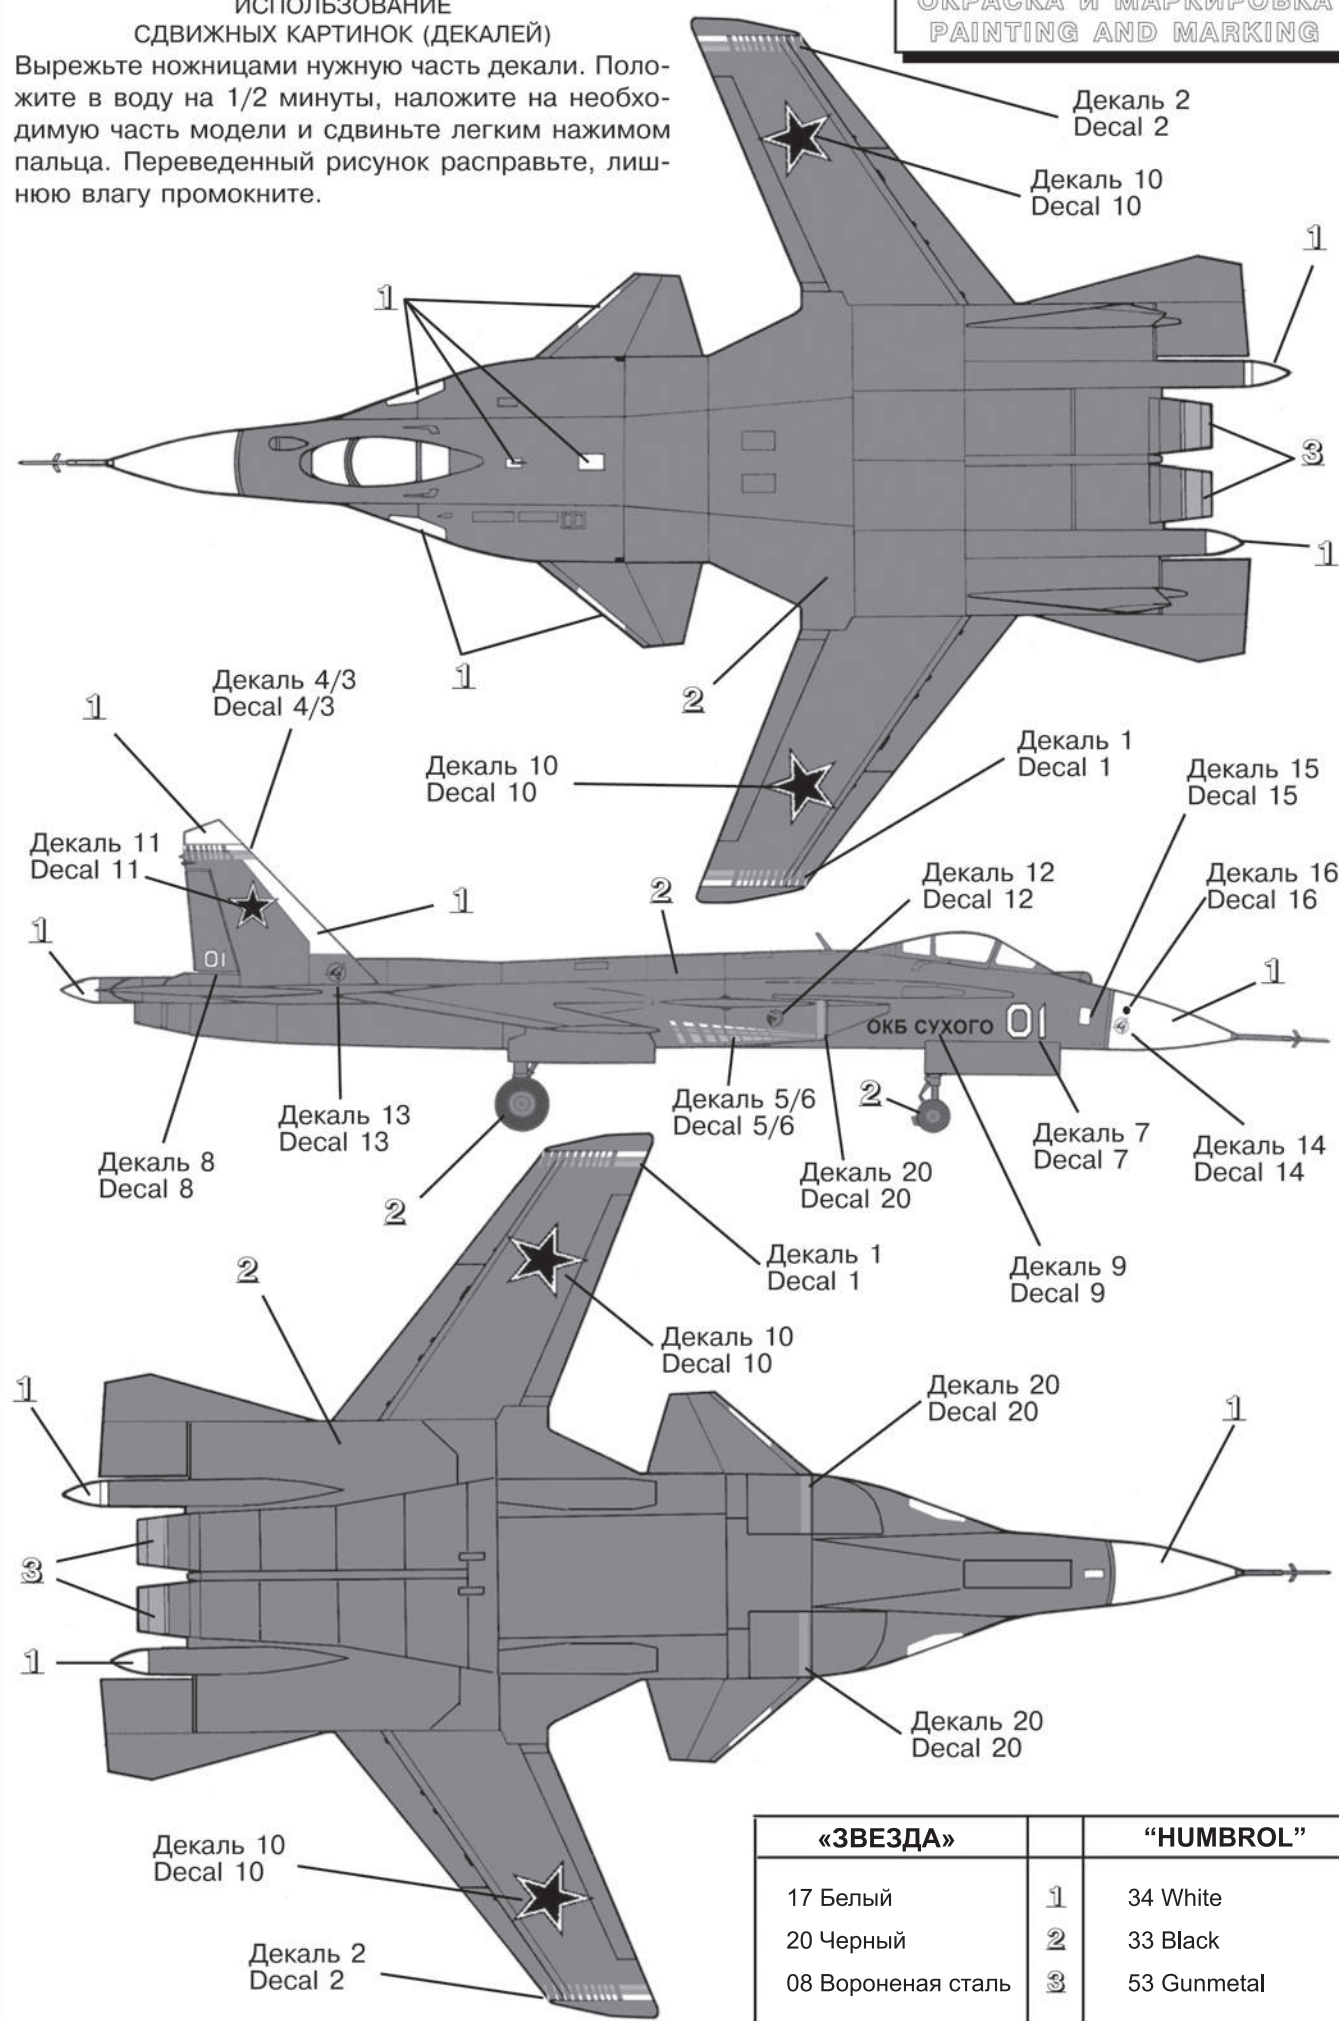 ИСПОЛЬЗОВАНИЕ
СДВИЖНЫХ КАРТИНОК (ДЕКАЛЕЙ)
Вырежьте ножницами нужную часть декали. Поло-
жите в воду на 1/2 минуты, наложите на необхо-
димую часть модели и сдвиньте легким нажимом
пальца. Переведенный рисунок расправьте, лиш-
нюю влагу промокните.
ОКРАСКА И МАРКИРОВКА
PAINTING AND MARKING
Декаль 2
Decal 2
Декаль 10
Decal 10
1
1
3
1
1
2
Декаль 4/3
Decal 4/3
1
Декаль 10
Decal 10
Декаль 1
Decal 1
Декаль 15
Decal 15
Декаль 11
Decal 11
Декаль 12
Decal 12
Декаль 16
Decal 16
1
2
1
01
1
4
4
ОКБ СУХОГО 01
Декаль 13
Decal 13
Декаль 5/6
Decal 5/6
2
Декаль 7
Decal 7
Декаль 14
Decal 14
Декаль 8
Decal 8
Декаль 20
Decal 20
2
Декаль 9
Decal 9
Декаль 1
Decal 1
2
Декаль 10
Decal 10
1
Декаль 20
Decal 20
1
3
1
Декаль 20
Decal 20
Декаль 10
Decal 10
Декаль 2
Decal 2
«ЗВЕЗДА» “HUMBROL”
17 Белый 1 34 White
20 Черный 2 33 Black
08 Вороненая сталь 3 53 Gunmetal